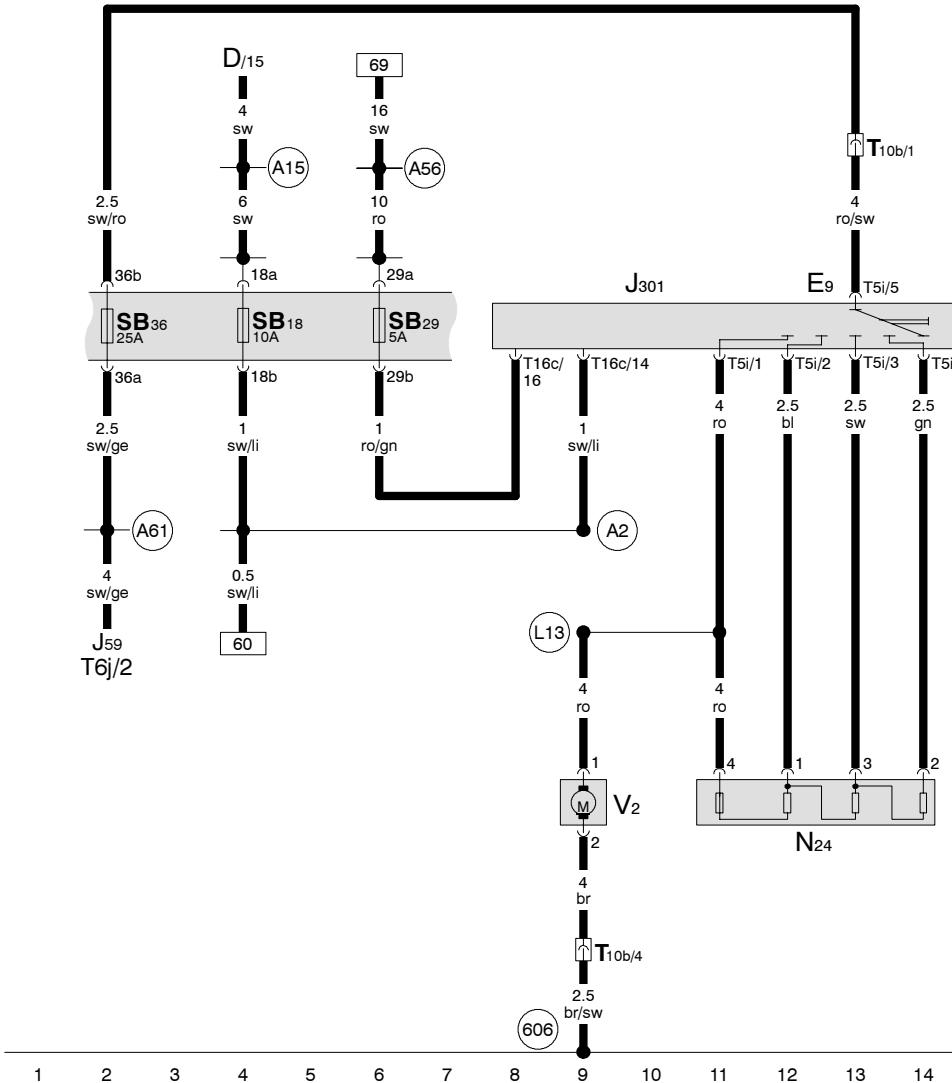 D/15
69
4
sw
16
sw
A15
A56
T10b/1
2.5
sw/ro
6
sw
10
ro
4
ro/sw
36b
18a
29a
J301
E9
T5i/5
SB36
25A
SB18
10A
SB29
5A
36a
18b
29b
T16c/
16
T16c/14
T5i/1
T5i/2
T5i/3
T5i
2.5
sw/ge
1
sw/li
1
ro/gn
1
sw/li
4
ro
2.5
bl
2.5
sw
2.5
gn
A61
A2
4
sw/ge
0.5
sw/li
J59
T6j/2
60
L13
4
ro
4
ro
1
4
1
3
2
M
V2
2
N24
4
br
T10b/4
2.5
br/sw
606
1 2 3 4 5 6 7 8 9 10 11 12 13 14